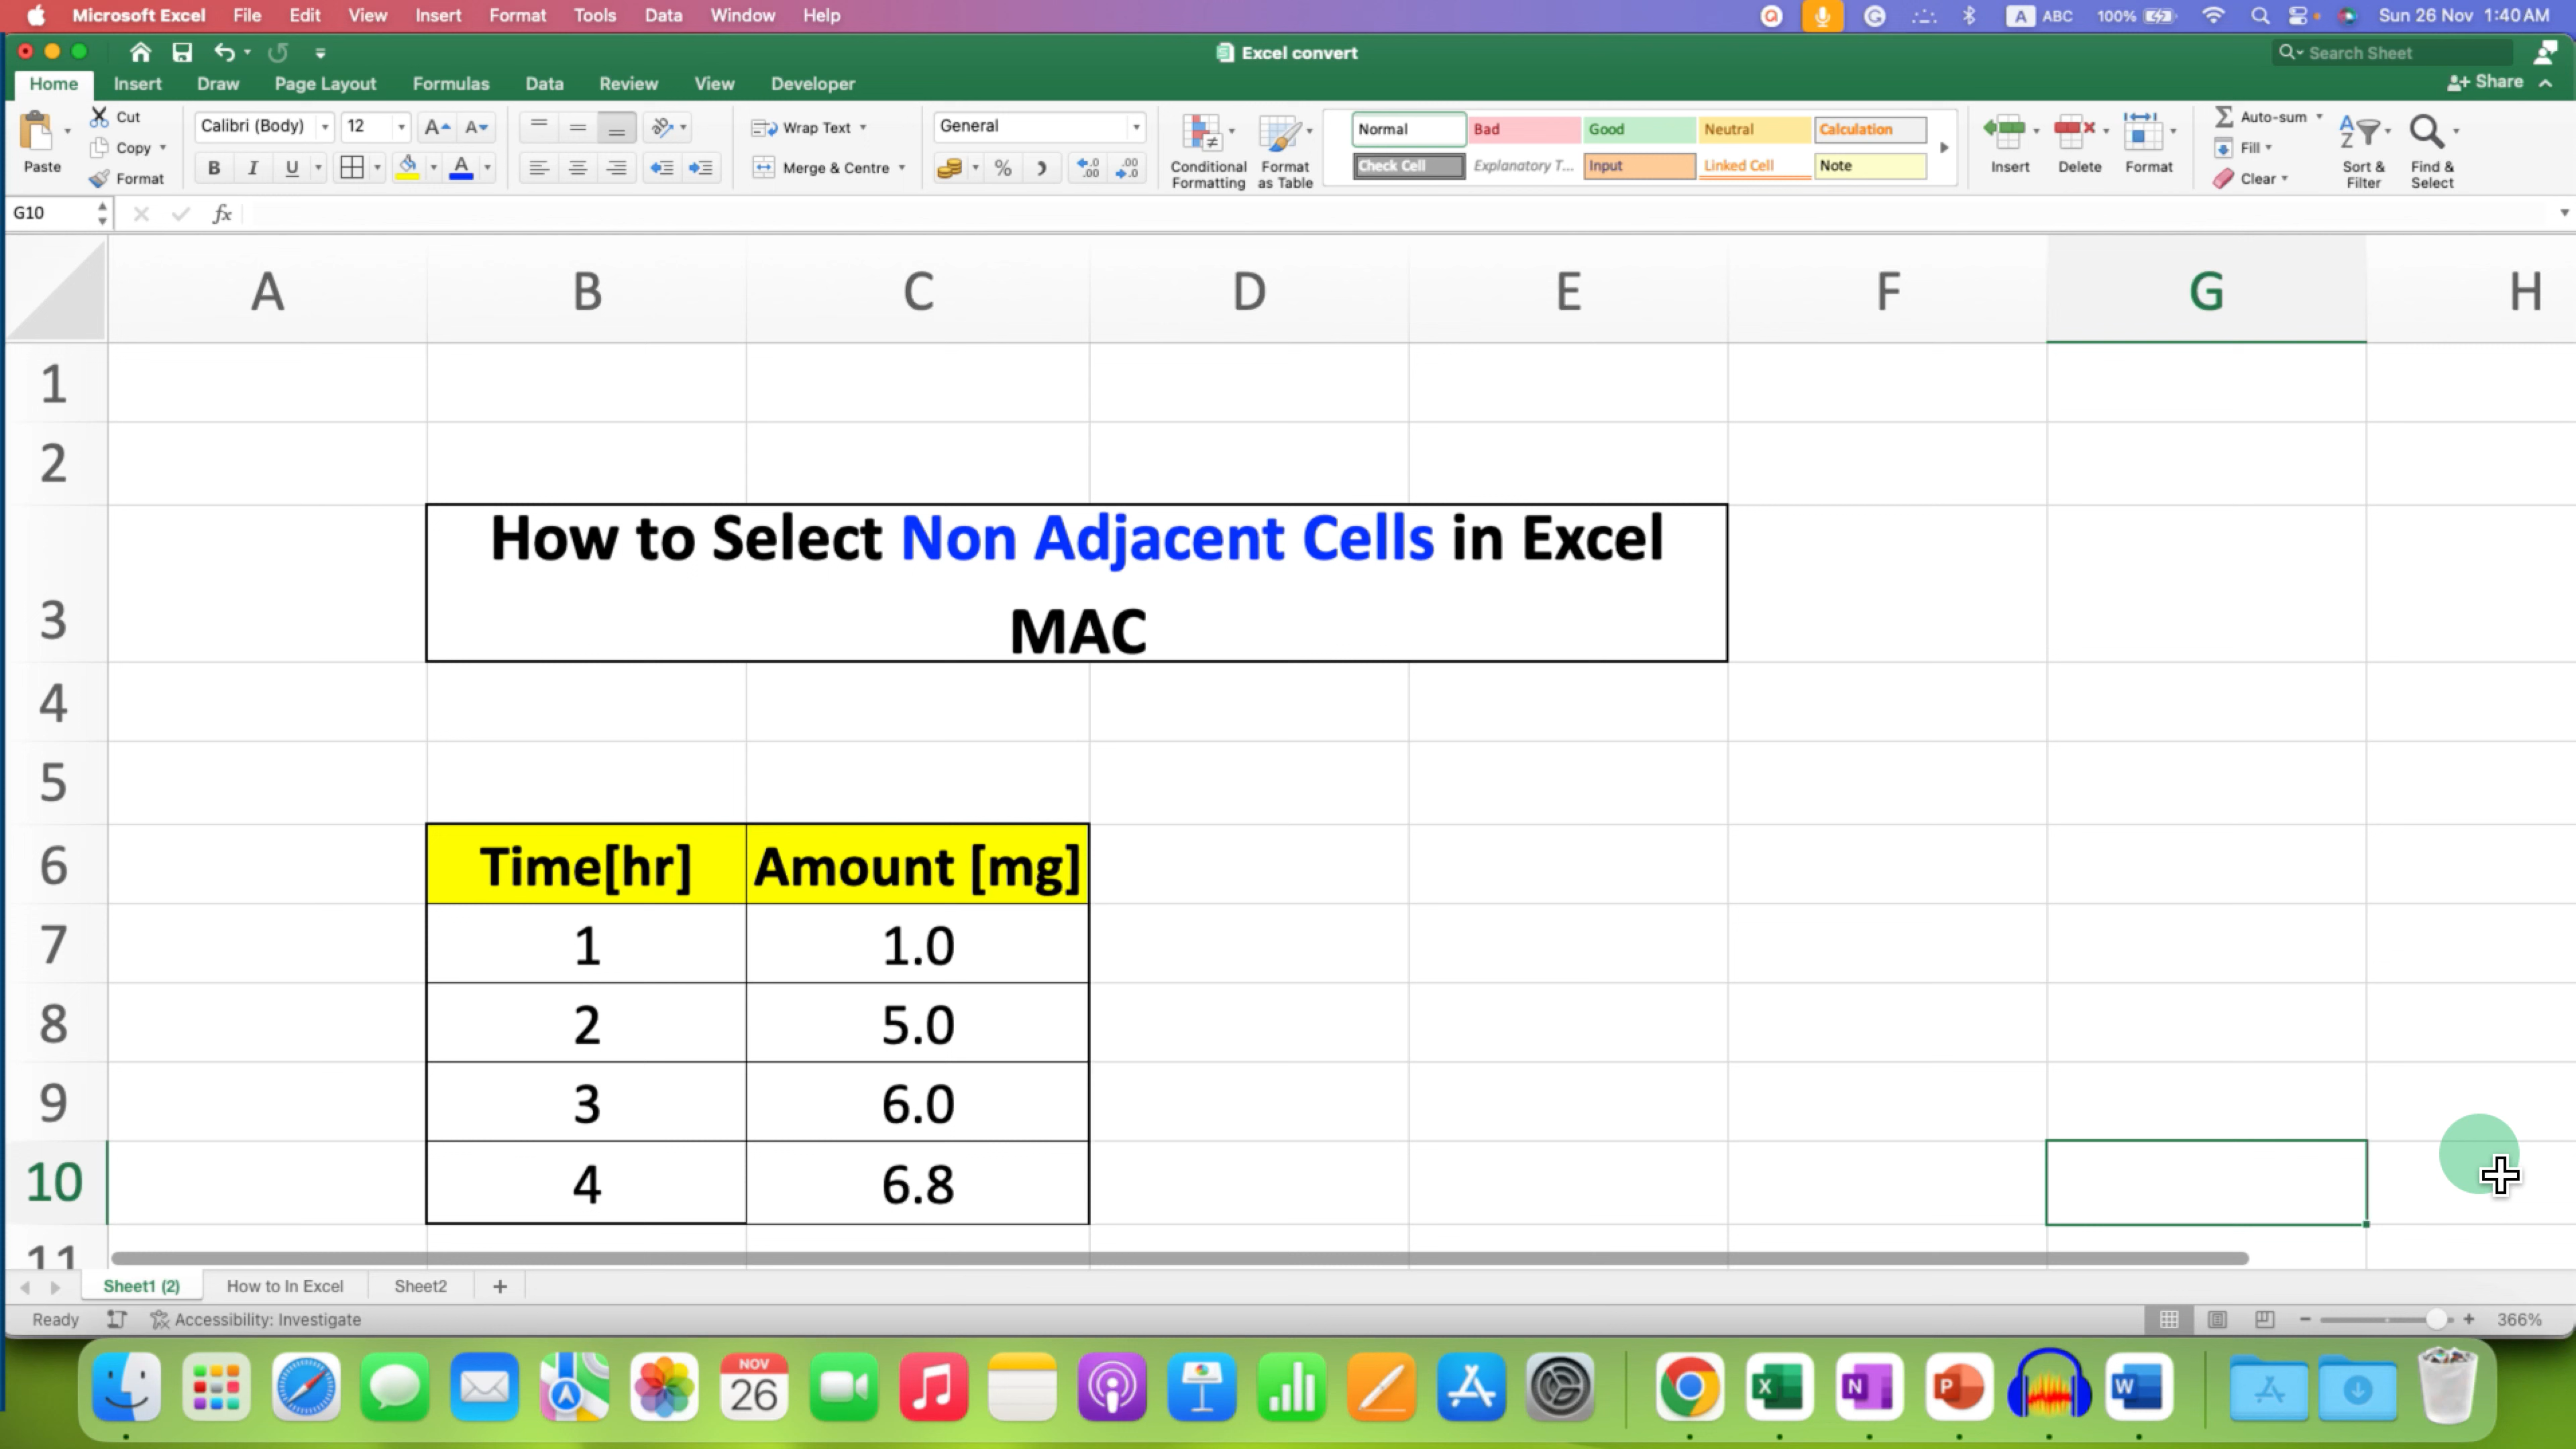 Microsoft Excel File Edit View Insert Format Tools Data Window Help A ABC 100% Sun 26 Nov 1:40 AM
Excel convert Search Sheet
Home Insert Draw Page Layout Formulas Data Review View Developer Share
Paste Cut Copy Format
Calibri (Body) 12 A A
B I U A
Wrap Text
Merge & Centre
General
% .0 .00 .00 .0
Conditional Formatting
Format as Table
Normal Bad Good Neutral Calculation
Check Cell Explanatory T... Input Linked Cell Note
Insert Delete Format
Auto-sum
Fill
Clear
A Z Sort & Filter
Find & Select
G10 fx
A B C D E F G H
1
2
3 How to Select Non Adjacent Cells in Excel
MAC
4
5
6 Time[hr] Amount [mg]
7 1 1.0
8 2 5.0
9 3 6.0
10 4 6.8
11
Sheet1 (2) How to In Excel Sheet2 +
Ready Accessibility: Investigate 366%
NOV
26
X N P W